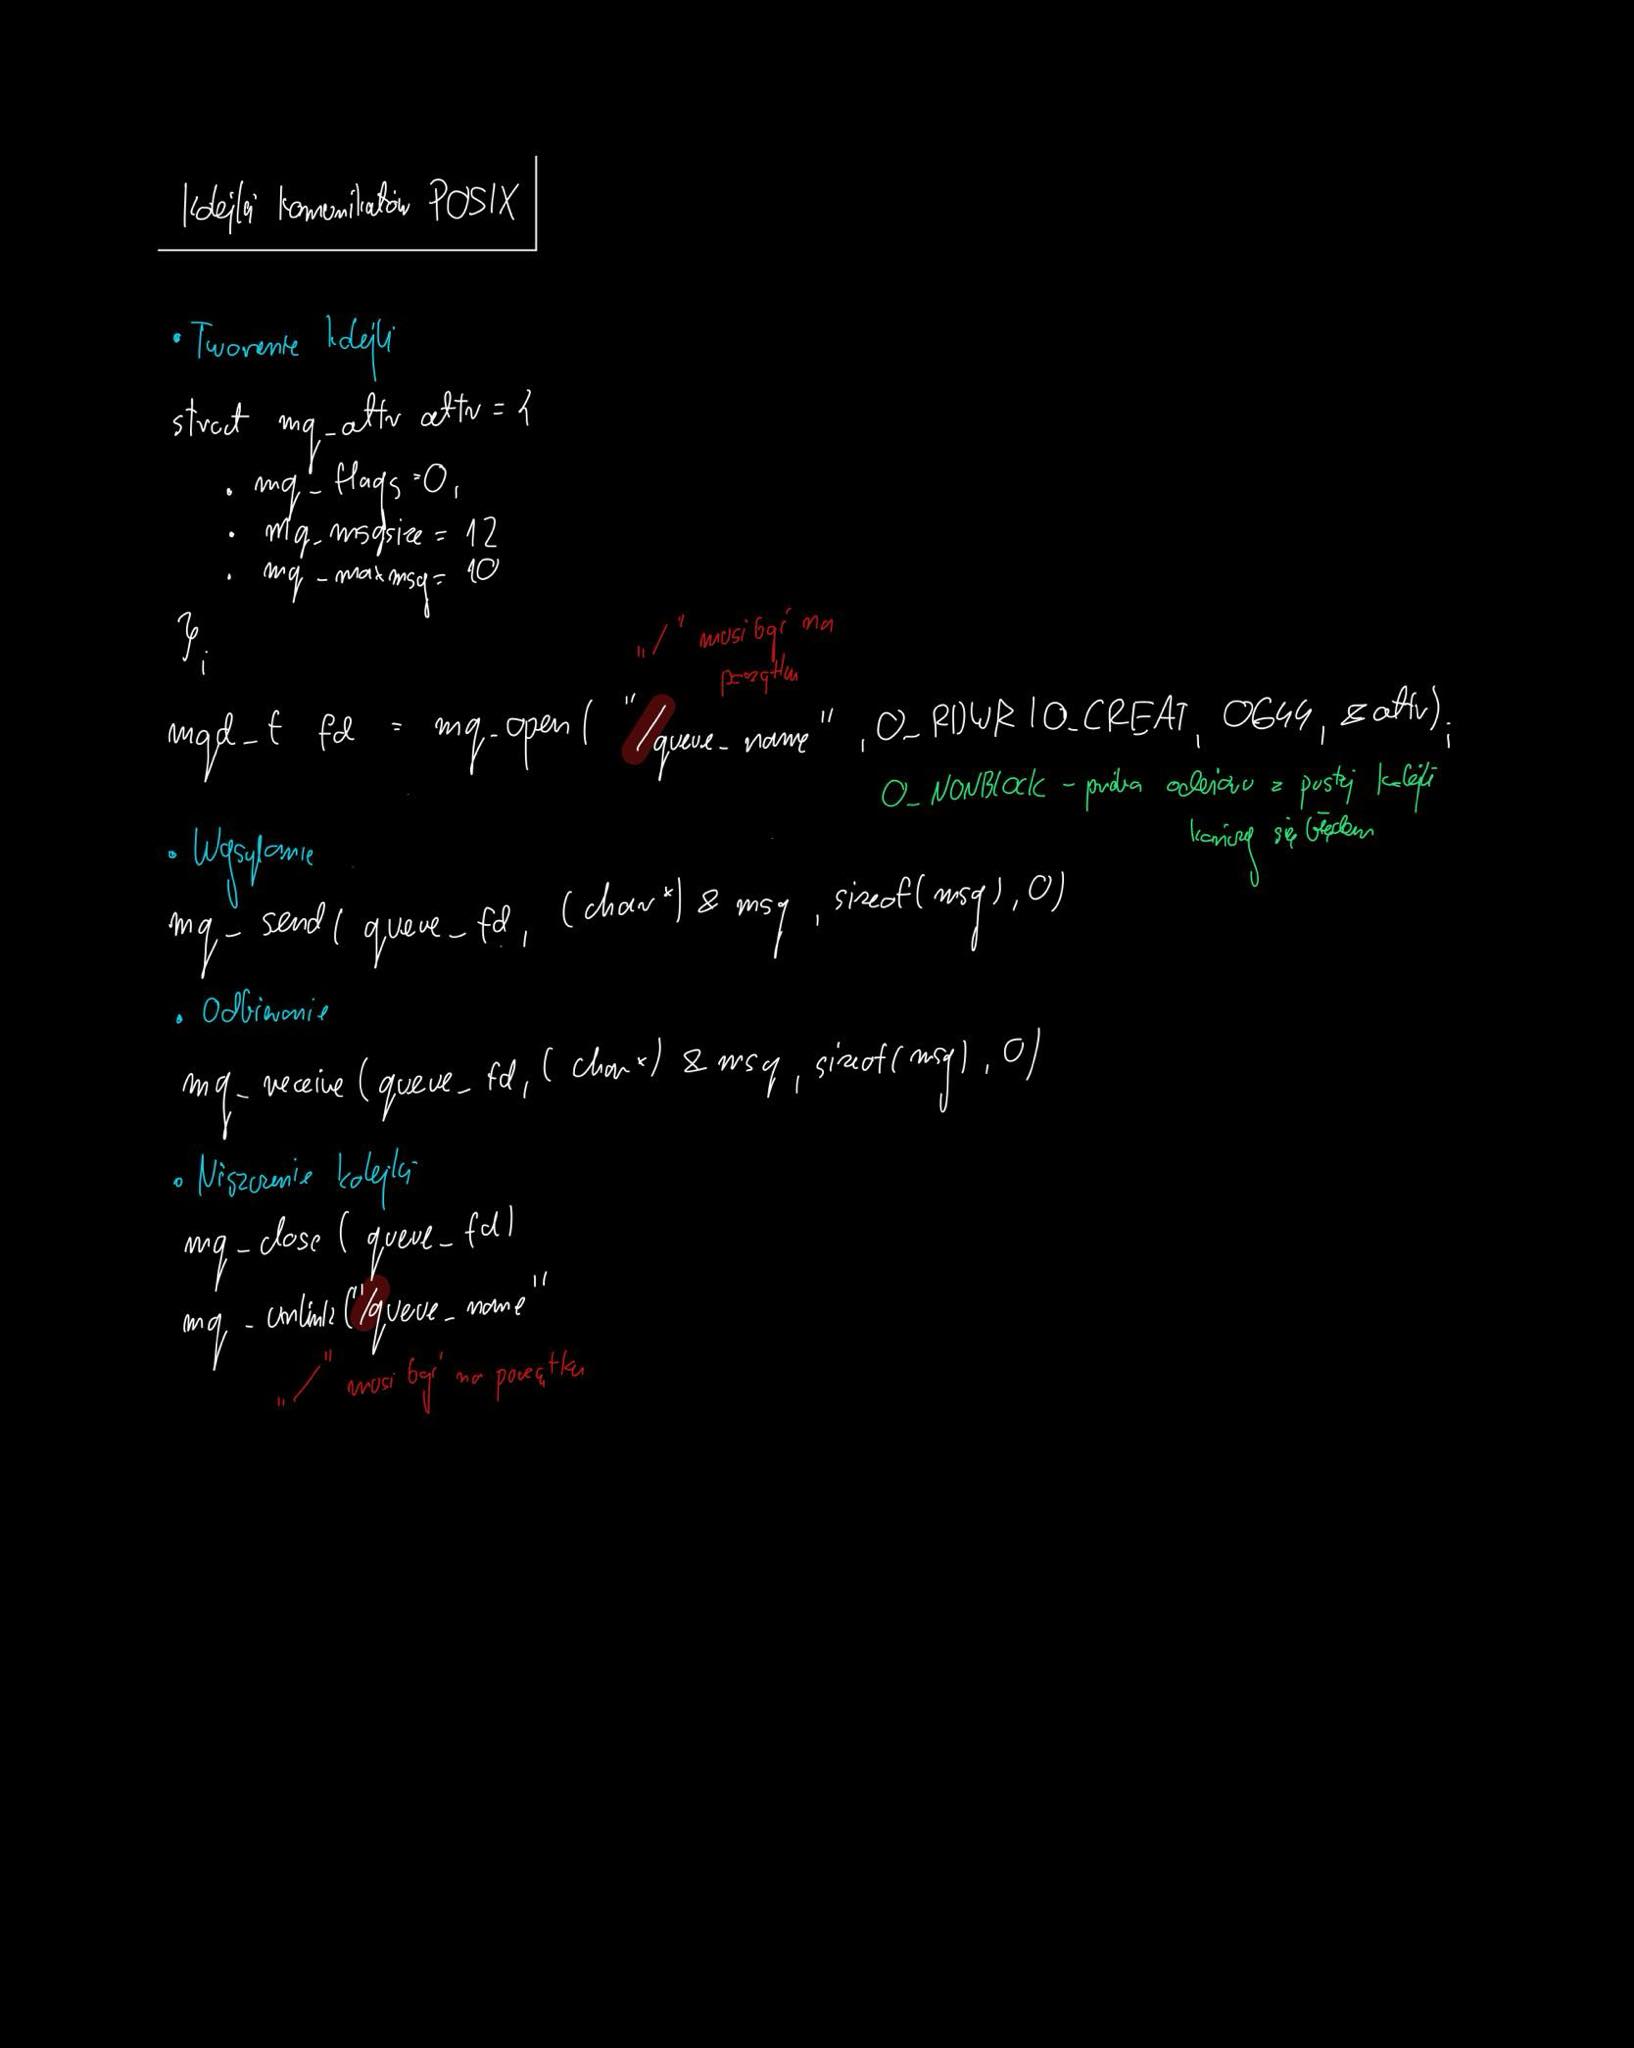 Kolejki komunikatów POSIX
• Tworzenie kolejki
struct mq_attr attr = {
. mq_flags = 0,
. mq_msgsize = 12
. mq_maxmsg = 10
};
„/" musi być na
początku
mqd_t fd = mq_open( "/queue_name", O_RDWR | O_CREAT, 0644, &attr);
O_NONBLOCK - próba odbioru z pustej kolejki
kończy się błędem
• Wysyłanie
mq_send( queue_fd, (char*) & msg, sizeof(msg), 0)
• Odbieranie
mq_receive (queue_fd, (char*) & msg, sizeof(msg), 0)
• Niszczenie kolejki
mq_close ( queue_fd)
mq_unlink ("/queue_name"
„/" musi być na początku